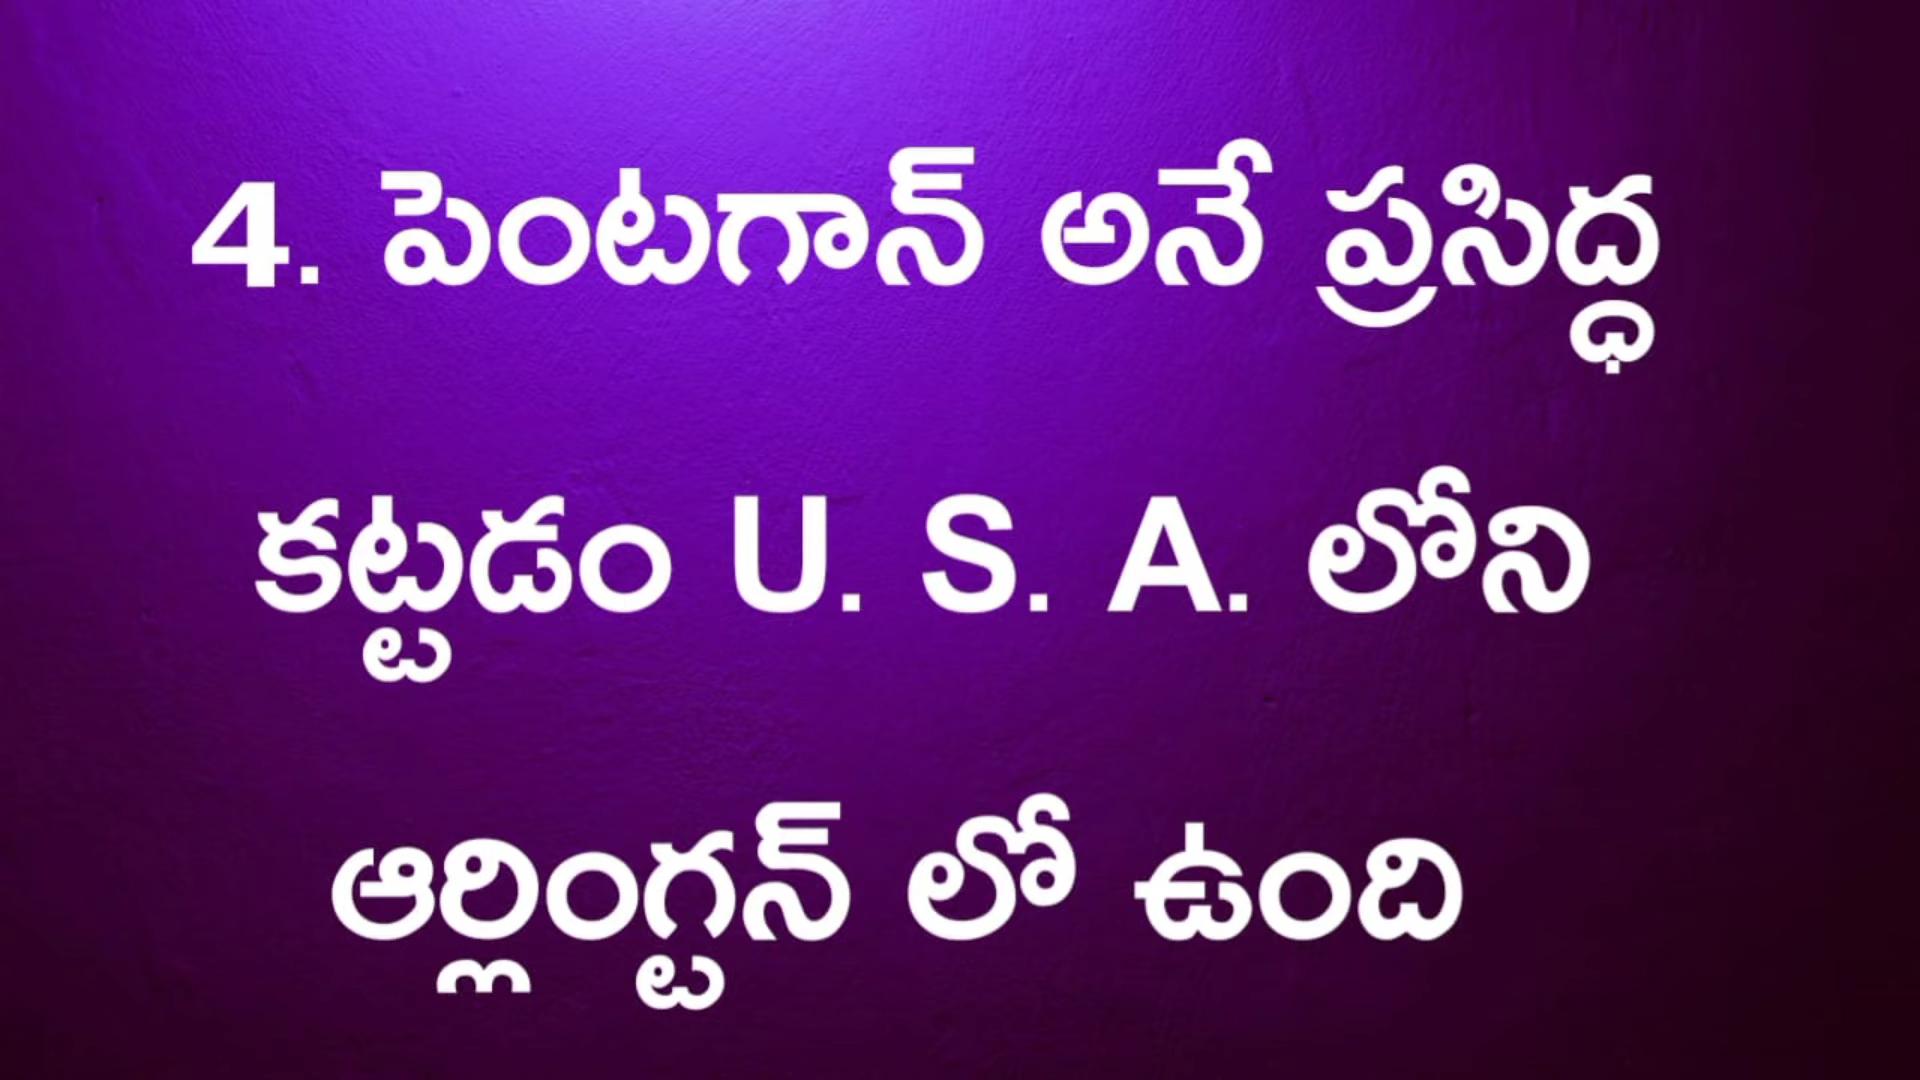 4. పెంటగాన్ అనే ప్రసిద్ధ
కట్టడం U. S. A. లోని
ఆర్లింగ్టన్ లో ఉంది